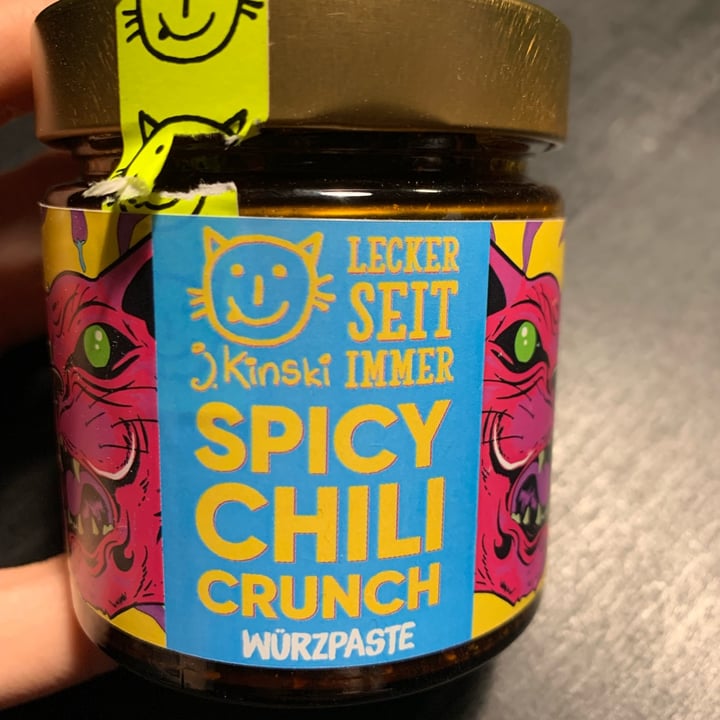 LECKER
SEIT
IMMER
j.Kinski
SPICY
CHILI
CRUNCH
WÜRZPASTE